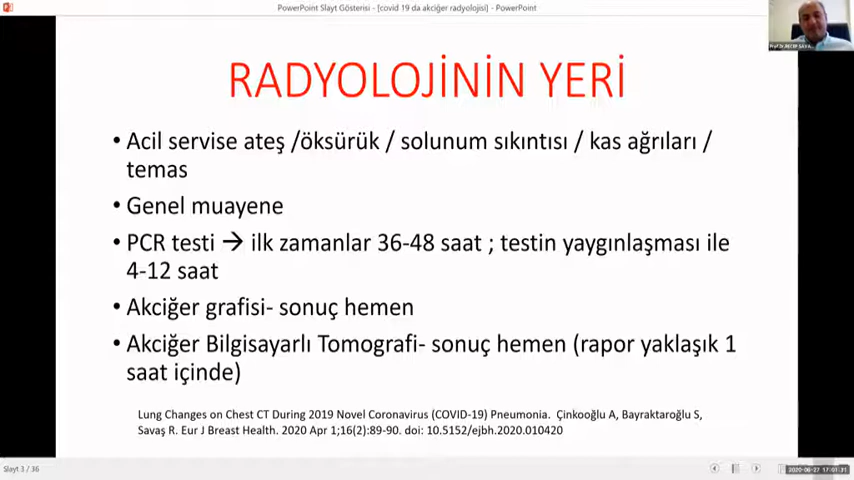 PowerPoint Slayt Gösterisi - [covid 19 da akciğer radyolojisi] - PowerPoint
RADYOLOJİNİN YERİ
• Acil servise ateş /öksürük / solunum sıkıntısı / kas ağrıları /
temas
• Genel muayene
• PCR testi → ilk zamanlar 36-48 saat ; testin yaygınlaşması ile
4-12 saat
• Akciğer grafisi- sonuç hemen
• Akciğer Bilgisayarlı Tomografi- sonuç hemen (rapor yaklaşık 1
saat içinde)
Lung Changes on Chest CT During 2019 Novel Coronavirus (COVID-19) Pneumonia. Çinkooğlu A, Bayraktaroğlu S,
Savaş R. Eur J Breast Health. 2020 Apr 1;16(2):89-90. doi: 10.5152/ejbh.2020.010420
Slayt 3 / 36
2020-06-27 17:01:31